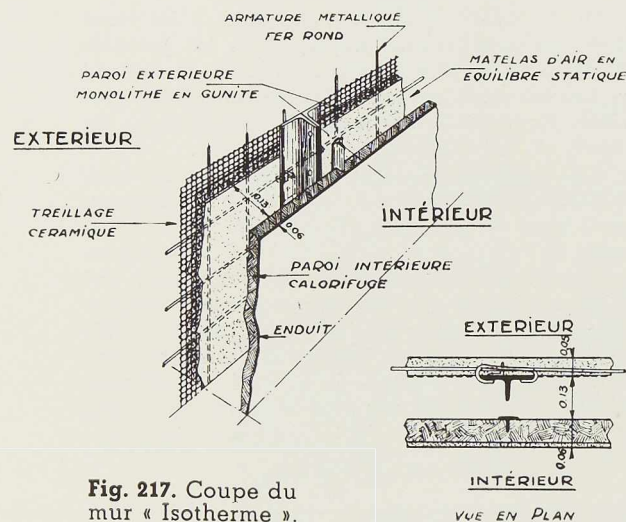 ARMATURE METALLIQUE
FER ROND
PAROI EXTERIEURE
MONOLITHE EN GUNITE
MATELAS D'AIR EN
EQUILIBRE STATIQUE
EXTERIEUR
TREILLAGE
CERAMIQUE
0.13
0.06
INTÉRIEUR
PAROI INTERIEURE
CALORIFUGE
ENDUIT
EXTERIEUR
0.05
0.13
0.06
INTÉRIEUR
VUE EN PLAN
Fig. 217. Coupe du
mur « Isotherme ».